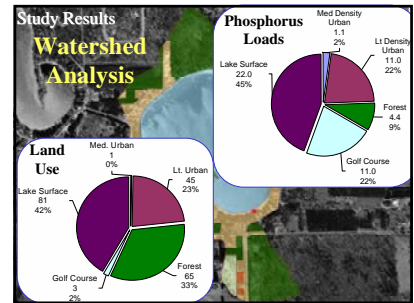 Study Results
Watershed
Analysis
Phosphorus
Loads
Med Density
Urban
1.1
2%
Lt Density
Urban
11.0
22%
Forest
4.4
9%
Golf Course
11.0
22%
Lake Surface
22.0
45%
Land
Use
Med. Urban
1
0%
Lt. Urban
45
23%
Forest
65
33%
Golf Course
3
2%
Lake Surface
81
42%